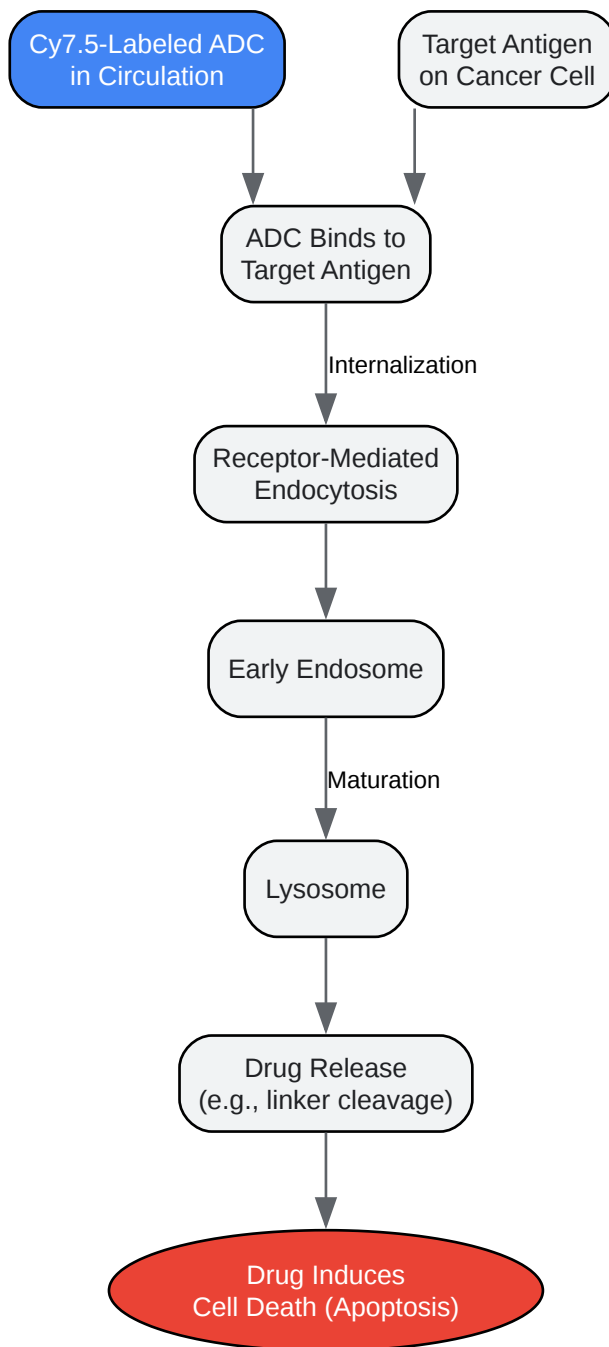 Cy7.5-Labeled ADC
in Circulation
Target Antigen
on Cancer Cell
ADC Binds to
Target Antigen
Internalization
Receptor-Mediated
Endocytosis
Early Endosome
Maturation
Lysosome
Drug Release
(e.g., linker cleavage)
Drug Induces
Cell Death (Apoptosis)